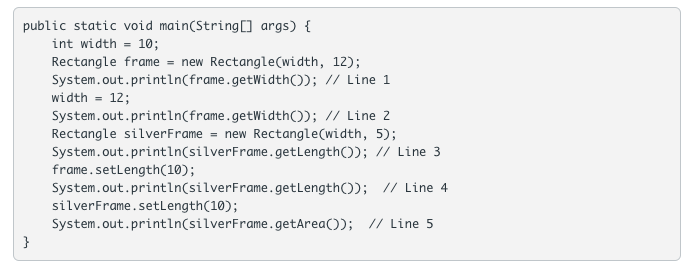 public static void main(String[] args) {
    int width = 10;
    Rectangle frame = new Rectangle(width, 12);
    System.out.println(frame.getWidth()); // Line 1
    width = 12;
    System.out.println(frame.getWidth()); // Line 2
    Rectangle silverFrame = new Rectangle(width, 5);
    System.out.println(silverFrame.getLength()); // Line 3
    frame.setLength(10);
    System.out.println(silverFrame.getLength());  // Line 4
    silverFrame.setLength(10);
    System.out.println(silverFrame.getArea());  // Line 5
}